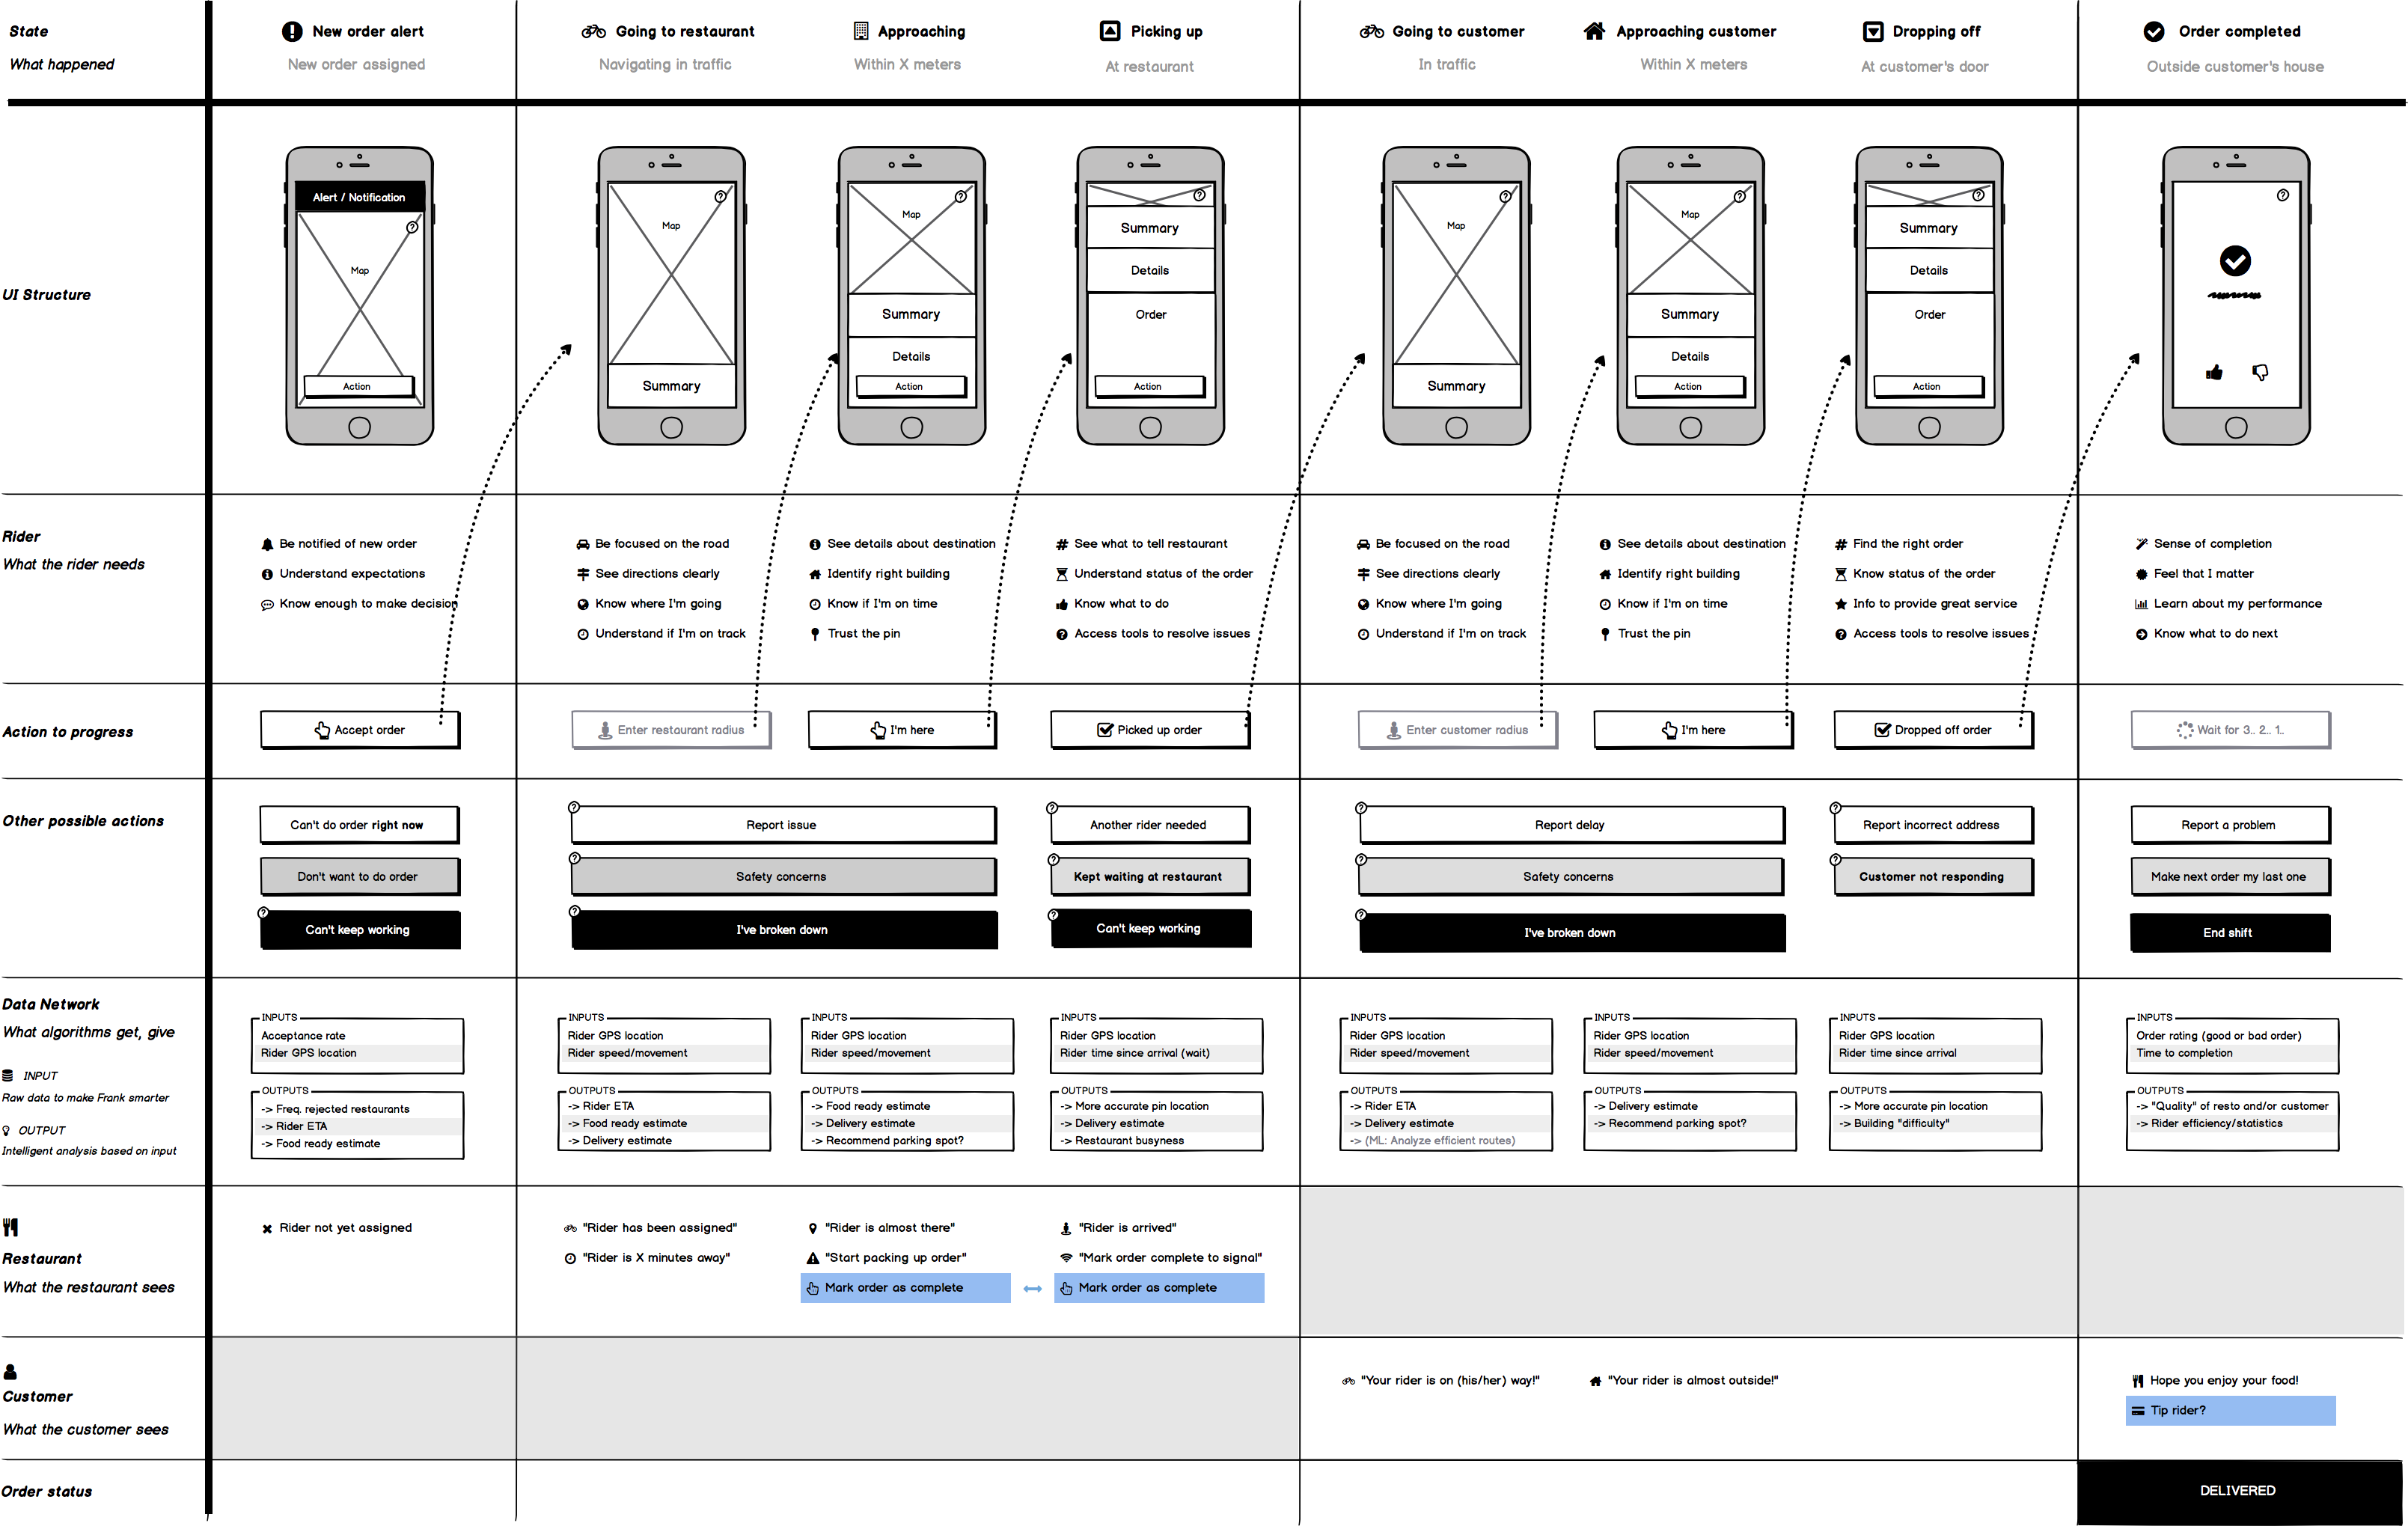 State
What happened
New order alert
New order assigned
Going to restaurant
Navigating in traffic
Approaching
Within X meters
Picking up
At restaurant
Going to customer
In traffic
Approaching customer
Within X meters
Dropping off
At customer's door
Order completed
Outside customer's house
UI Structure
Alert / Notification
Map
Action
Map
Summary
Map
Summary
Details
Action
Summary
Details
Order
Action
Map
Summary
Map
Summary
Details
Action
Summary
Details
Order
Action
Rider
What the rider needs
Be notified of new order
Understand expectations
Know enough to make decision
Be focused on the road
See directions clearly
Know where I'm going
Understand if I'm on track
See details about destination
Identify right building
Know if I'm on time
Trust the pin
See what to tell restaurant
Understand status of the order
Know what to do
Access tools to resolve issues
Be focused on the road
See directions clearly
Know where I'm going
Understand if I'm on track
See details about destination
Identify right building
Know if I'm on time
Trust the pin
Find the right order
Know status of the order
Info to provide great service
Access tools to resolve issues
Sense of completion
Feel that I matter
Learn about my performance
Know what to do next
Action to progress
Accept order
Enter restaurant radius
I'm here
Picked up order
Enter customer radius
I'm here
Dropped off order
Wait for 3.. 2.. 1..
Other possible actions
Can't do order right now
Don't want to do order
Can't keep working
Report issue
Safety concerns
I've broken down
Another rider needed
Kept waiting at restaurant
Can't keep working
Report delay
Safety concerns
I've broken down
Report incorrect address
Customer not responding
Report a problem
Make next order my last one
End shift
Data Network
What algorithms get, give
INPUT
Raw data to make Frank smarter
OUTPUT
Intelligent analysis based on input
INPUTS
Acceptance rate
Rider GPS location
OUTPUTS
-> Freq. rejected restaurants
-> Rider ETA
-> Food ready estimate
INPUTS
Rider GPS location
Rider speed/movement
OUTPUTS
-> Rider ETA
-> Food ready estimate
-> Delivery estimate
INPUTS
Rider GPS location
Rider speed/movement
OUTPUTS
-> Food ready estimate
-> Delivery estimate
-> Recommend parking spot?
INPUTS
Rider GPS location
Rider time since arrival (wait)
OUTPUTS
-> More accurate pin location
-> Delivery estimate
-> Restaurant busyness
INPUTS
Rider GPS location
Rider speed/movement
OUTPUTS
-> Rider ETA
-> Delivery estimate
-> (ML: Analyze efficient routes)
INPUTS
Rider GPS location
Rider speed/movement
OUTPUTS
-> Delivery estimate
-> Recommend parking spot?
INPUTS
Rider GPS location
Rider time since arrival
OUTPUTS
-> More accurate pin location
-> Building "difficulty"
INPUTS
Order rating (good or bad order)
Time to completion
OUTPUTS
-> "Quality" of resto and/or customer
-> Rider efficiency/statistics
Restaurant
What the restaurant sees
Rider not yet assigned
"Rider has been assigned"
"Rider is X minutes away"
"Rider is almost there"
"Start packing up order"
Mark order as complete
"Rider is arrived"
"Mark order complete to signal"
Mark order as complete
Customer
What the customer sees
"Your rider is on (his/her) way!"
"Your rider is almost outside!"
Hope you enjoy your food!
Tip rider?
Order status
DELIVERED